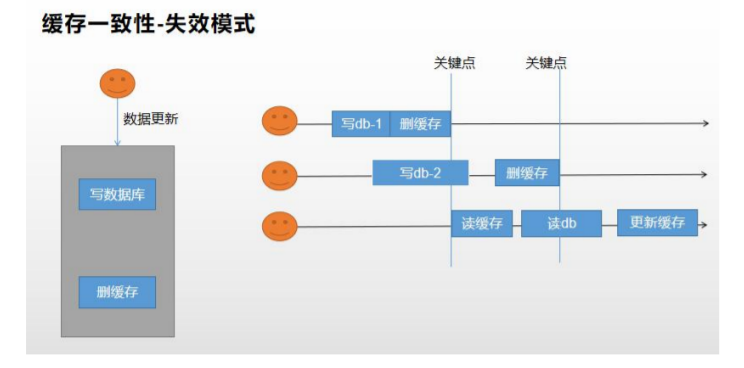 缓存一致性-失效模式
关键点 关键点
数据更新
写db-1 删缓存
写db-2 删缓存
写数据库
读缓存 读db 更新缓存
删缓存